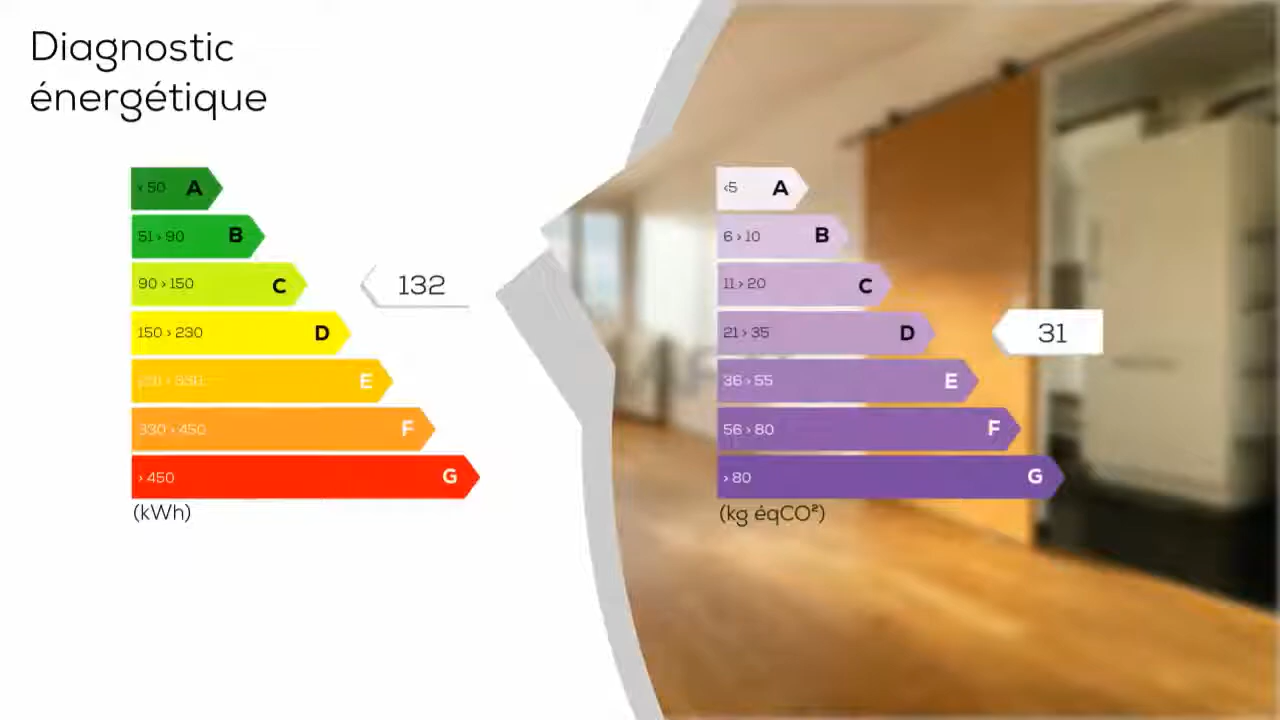 Diagnostic
énergétique
< 50 A
51 > 90 B
90 > 150 C
132
150 > 230 D
E
330 > 450 F
> 450 G
(kWh)
<5 A
6 > 10 B
11 > 20 C
21 > 35 D
31
36 > 55 E
56 > 80 F
> 80 G
(kg éqCO²)